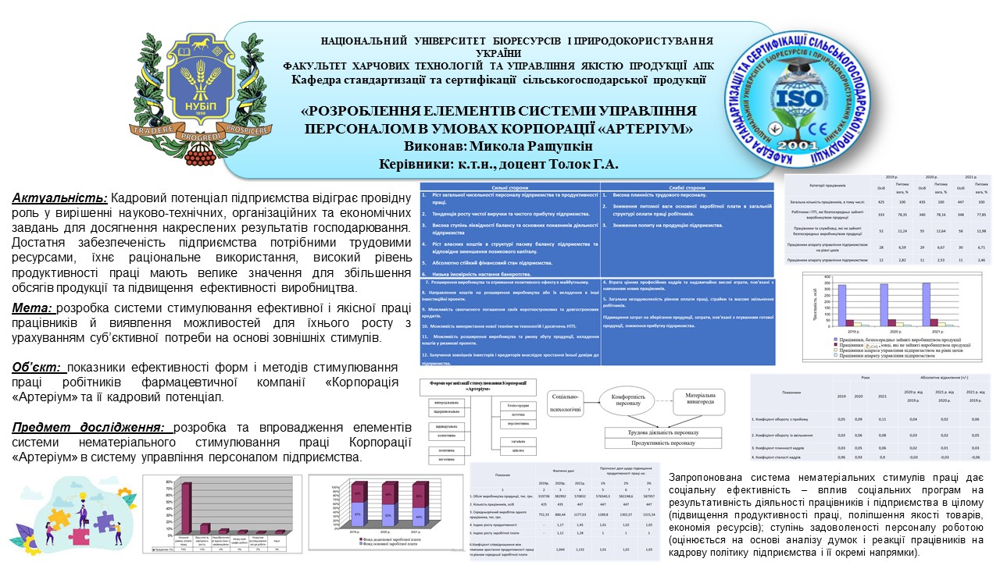 НАЦІОНАЛЬНИЙ УНІВЕРСИТЕТ БІОРЕСУРСІВ І ПРИРОДОКОРИСТУВАННЯ
УКРАЇНИ
ФАКУЛЬТЕТ ХАРЧОВИХ ТЕХНОЛОГІЙ ТА УПРАВЛІННЯ ЯКІСТЮ ПРОДУКЦІЇ АПК
Кафедра стандартизації та сертифікації сільськогосподарської продукції
«РОЗРОБЛЕННЯ ЕЛЕМЕНТІВ СИСТЕМИ УПРАВЛІННЯ
ПЕРСОНАЛОМ В УМОВАХ КОРПОРАЦІЇ «АРТЕРІУМ»
Виконав: Микола Ращупкін
Керівники: к.т.н., доцент Толок Г.А.
НУБіП
1898
TRADERE PROGREDI PROSPICERE
КАФЕДРА СТАНДАРТИЗАЦІЇ ТА СЕРТИФІКАЦІЇ СІЛЬСЬКОГОСПОДАРСЬКОЇ ПРОДУКЦІЇ
НАЦІОНАЛЬНИЙ УНІВЕРСИТЕТ БІОРЕСУРСІВ І ПРИРОДОКОРИСТУВАННЯ УКРАЇНИ
ISO
2001
Актуальність: Кадровий потенціал підприємства відіграє провідну
роль у вирішенні науково-технічних, організаційних та економічних
завдань для досягнення накреслених результатів господарювання.
Достатня забезпеченість підприємства потрібними трудовими
ресурсами, їхнє раціональне використання, високий рівень
продуктивності праці мають велике значення для збільшення
обсягів продукції та підвищення ефективності виробництва.
Мета: розробка системи стимулювання ефективної і якісної праці
працівників й виявлення можливостей для їхнього росту з
урахуванням суб’єктивної потреби на основі зовнішніх стимулів.
Об’єкт: показники ефективності форм і методів стимулювання
праці робітників фармацевтичної компанії «Корпорація
«Артеріум» та її кадровий потенціал.
Предмет дослідження: розробка та впровадження елементів
системи нематеріального стимулювання праці Корпорації
«Артеріум» в систему управляння персоналом підприємства.
Сильні сторони Слабкі сторони
1. Ріст загальної чисельності персоналу підприємства та продуктивності
праці.
2. Тенденція росту чистої виручки та чистого прибутку підприємства.
3. Висока ступінь ліквідності балансу та основних показників діяльності
підприємства
4. Ріст власних коштів в структурі пасиву балансу підприємства та
відповідне зменшення позикового капіталу.
5. Абсолютно стійкий фінансовий стан підприємства.
6. Низька імовірність настання банкротства.
1. Висока плинність трудового персоналу.
2. Зниження питомої ваги основної заробітної плати в загальній
структурі оплати праці робітників.
3. Зниження попиту на продукцію підприємства.
7. Розширення виробництва та отримання позитивного ефекту в майбутньому.
8. Направлення коштів на розширення виробництва або їх вкладення в інші
інвестиційні проекти.
9. Можливість своєчасного погашення своїх короткострокових та довгострокових
кредитів.
10. Можливість використання нової техніки чи технологій і досягнень НТП.
11. Можливість розширення виробництва та ринку збуту продукції, вкладення
коштів у ризикові проекти.
12. Залучення зовнішніх інвесторів і кредиторів внаслідок зростання їхньої довіри до
підприємства.
4. Втрата цінних професійних кадрів та надзвичайно високі втрати, пов’язані з
навчанням нових працівників.
5. Загальна незадоволеність рівнем оплати праці, страйки та масове звільнення
робітників.
Підвищення затрат на зберігання продукції, затрати, пов’язані з псуванням готової
продукції, зниження прибутку підприємства.
Категорії працівників 2019 р. 2020 р. 2021 р.
Осіб Питома вага, % Осіб Питома вага, % Осіб Питома вага, %
Загальна кількість працівників, в тому числі: 425 100 435 100 447 100
Робітники і ІТП, які безпосередньо зайняті виробництвом продукції 333 78,35 340 78,16 348 77,85
Працівники та службовці, які не зайняті безпосередньо виробництвом продукції 52 12,24 55 12,64 58 12,98
Працівники апарату управління підприємством на рівні цехів 28 6,59 29 6,67 30 6,71
Працівники апарату управління підприємством 12 2,82 11 2,53 11 2,46
Чисельність, осіб
400
350
300
250
200
150
100
50
0
2019 р. 2020 р. 2021 р.
Працівники, безпосередньо зайняті виробництвом продукції
Працівники
які не зайняті виробництвом продукції
Працівники апарату управління підприємством на рівні цехів
Працівники апарату управління підприємством
Форми організації стимулювання Корпорації
«Артеріум»
індивідуальна
колективна
позитивна
негативна
безпосередня
поточна
перспективна
загальна
Соціально-
психологічні
Комфортність
персоналу
Матеріальна
винагорода
Трудова діяльність персоналу
Продуктивність персоналу
Показники Роки Абсолютне відхилення (+/-)
2019 2020 2021 2020 р. від 2019 р. 2021 р. від 2020 р. 2021 р. від 2019 р.
1. Коефіцієнт обороту з прийому 0,05 0,09 0,11 0,04 0,02 0,06
2. Коефіцієнт обороту із звільнення 0,03 0,06 0,08 0,03 0,02 0,05
3. Коефіцієнт плинності кадрів 0,03 0,05 0,06 0,02 0,01 0,03
4. Коефіцієнт сталості кадрів 0,96 0,93 0,9 -0,03 -0,03 -0,06
80%
70%
60%
50%
40%
30%
20%
10%
0%
100%
90%
80%
70%
60%
50%
40%
30%
20%
10%
0%
2019 р. 2020 р. 2021 р.
Фонд додаткової заробітної плати
Фонд основної заробітної плати
Показник Фактичні дані Прогнозні дані щодо підвищення продуктивності праці на:
2019р. 2020р. 2021р. 1% 2% 3%
1 2 3 4 5 6 7
1. Обсяг виробництва продукції, тис. грн. 319738 382992 570832 576540,3 582248,6 587957
2. Кількість працівників, осіб 425 435 447 447 447 447
3. Середньорічний виробіток одного працівника, тис. грн. 752,33 880,44 1277,03 1289,8 1302,57 1315,34
4. Індекс росту продуктивності - 1,17 1,45 1,01 1,02 1,03
5. Індекс росту заробітної плати - 1,12 1,28 1 1 1
6.Коефіцієнт співвідношення між темпами зростання продуктивності праці та рівнем середньої заробітної плати 1,044 1,132 1,01 1,02 1,03
Запропонована система нематеріальних стимулів праці дає
соціальну ефективність – вплив соціальних програм на
результативність діяльності працівників і підприємства в цілому
(підвищення продуктивності праці, поліпшення якості товарів,
економія ресурсів); ступінь задоволеності персоналу роботою
(оцінюється на основі аналізу думок і реакції працівників на
кадрову політику підприємства і її окремі напрямки).